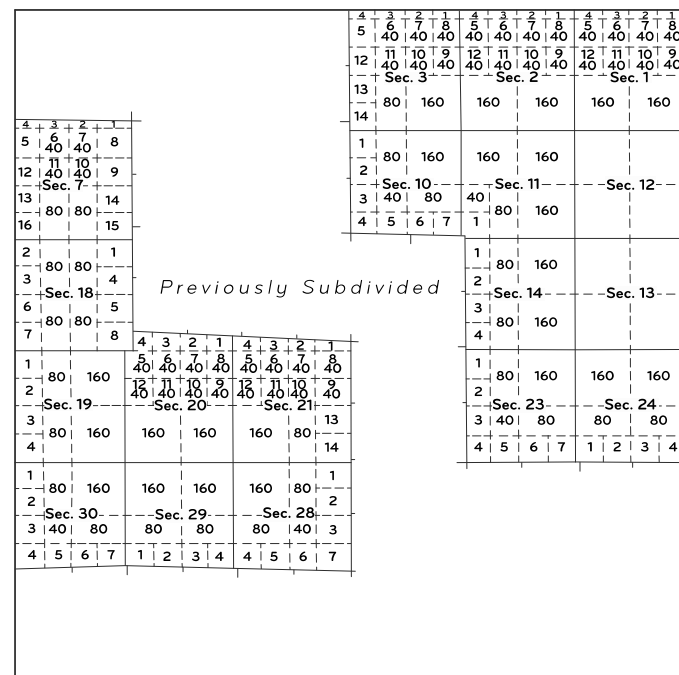 4 3 2 1 4 3 2 1 4 3 2 1
5 6 7 8 5 6 7 8 5 6 7 8
40 40 40 40 40 40 40 40 40 40 40
12 11 10 9 12 11 10 9 12 11 10 9
40 40 40 40 40 40 40 40 40 40 40
Sec. 3 Sec. 2 Sec. 1
13
80 160 160 160 160 160
14
4 3 2 1
5 6 7 8
40 40
12 11 10 9
40 40
Sec. 7
13 14
80 80
16 15
1
80 160 160 160
2
Sec. 10 Sec. 11 Sec. 12
3 40 80 40
80 160
4 5 6 7 1
2 1
80 80
3 4
Sec. 18
6 5
80 80
7 8
Previously Subdivided
1
80 160
2
Sec. 14 Sec. 13
3
80 160
4
4 3 2 1 4 3 2 1
5 6 7 8 5 6 7 8
40 40 40 40 40 40 40 40
12 11 10 9 12 11 10 9
40 40 40 40 40 40 40 40
1
80 160
2
Sec. 19 Sec. 20 Sec. 21
3 13
80 160 160 160 160 80
4 14
1
80 160 160 160
2
Sec. 23 Sec. 24
3 40 80 80 80
4 5 6 7 1 2 3 4
1 1
80 160 160 160 160 80
2 2
Sec. 30 Sec. 29 Sec. 28
3 40 80 80 80 80 40 3
4 5 6 7 1 2 3 4 4 5 6 7